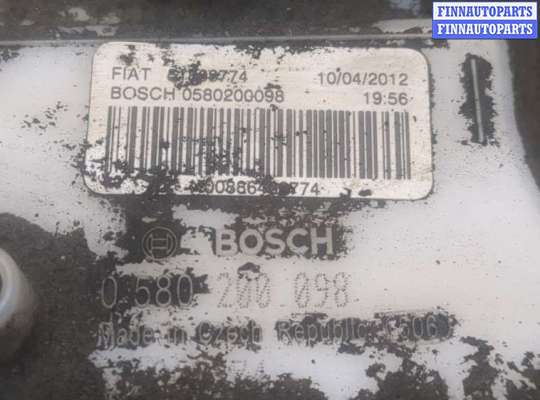 FINNAUTOPARTS
FINNAUTOPARTS
FIAT 10/04/2012
BOSCH 0580200098 19:56
BOSCH
0 580 200 098
Made in Czech Republic